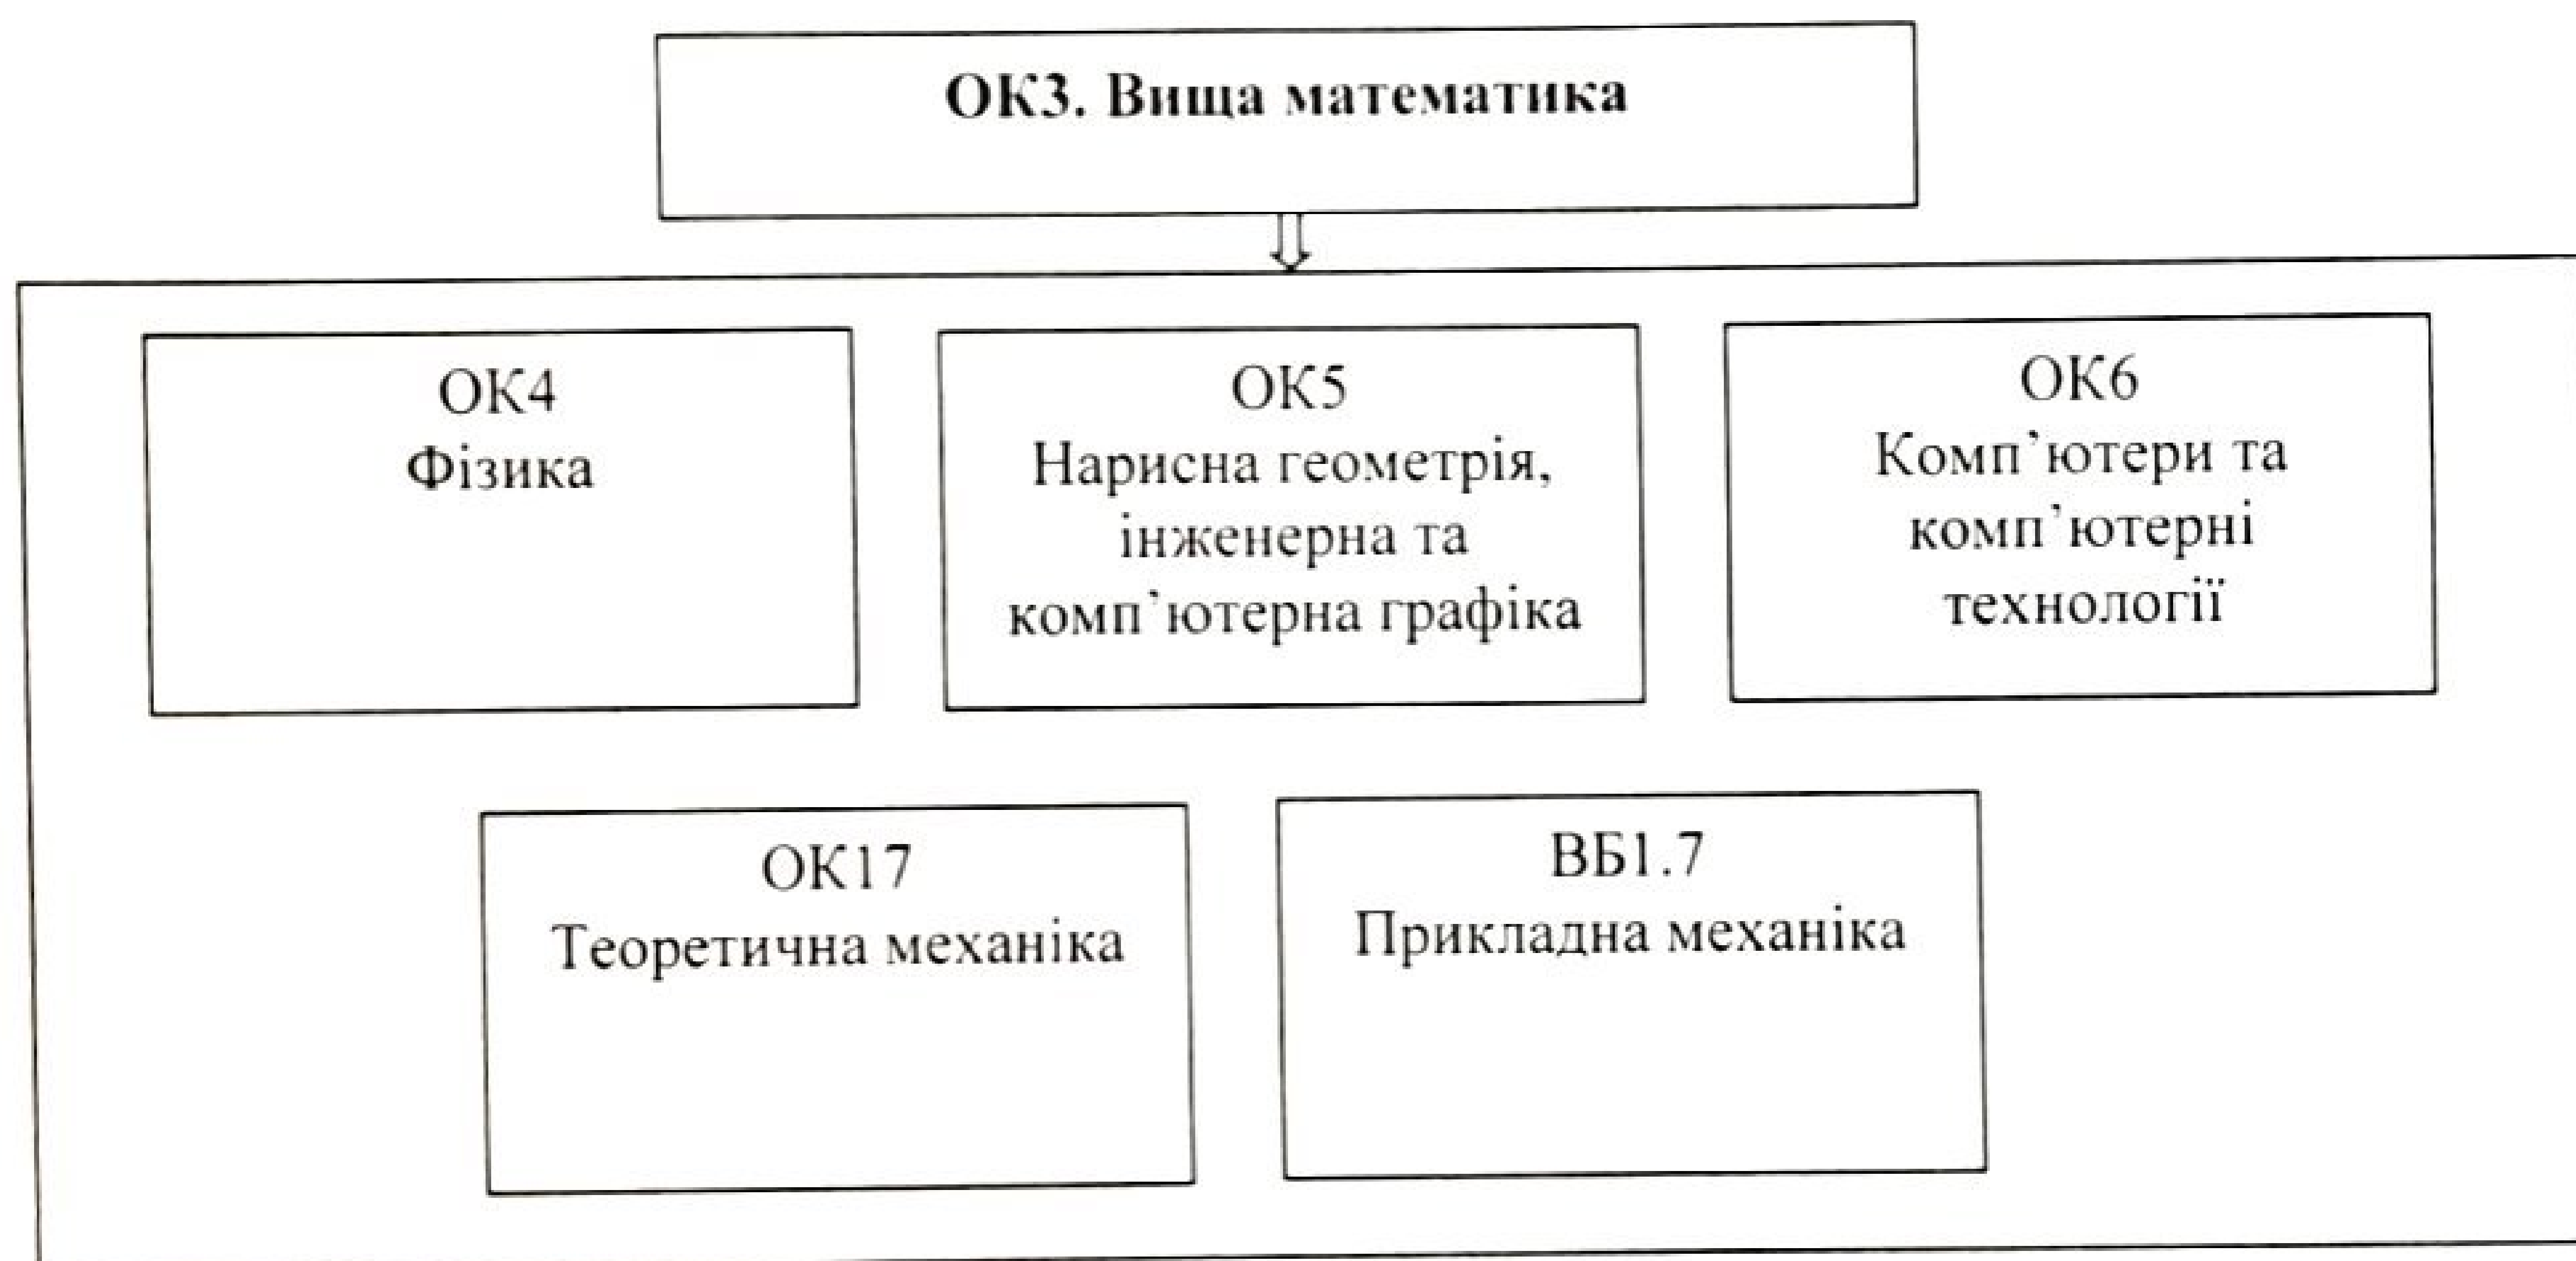 ОК3. Вища математика
ОК4
Фізика
ОК5
Нарисна геометрія,
інженерна та
комп’ютерна графіка
ОК6
Комп’ютери та
комп’ютерні
технології
ОК17
Теоретична механіка
ВБ1.7
Прикладна механіка